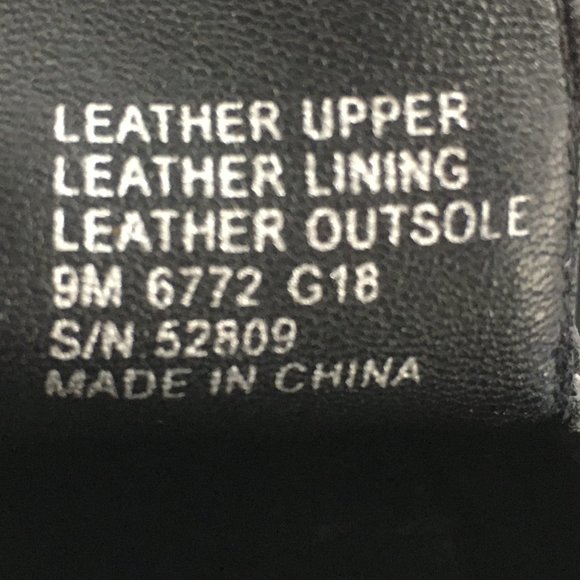 LEATHER UPPER
LEATHER LINING
LEATHER OUTSOLE
9M 6772 G18
S/N 52809
MADE IN CHINA